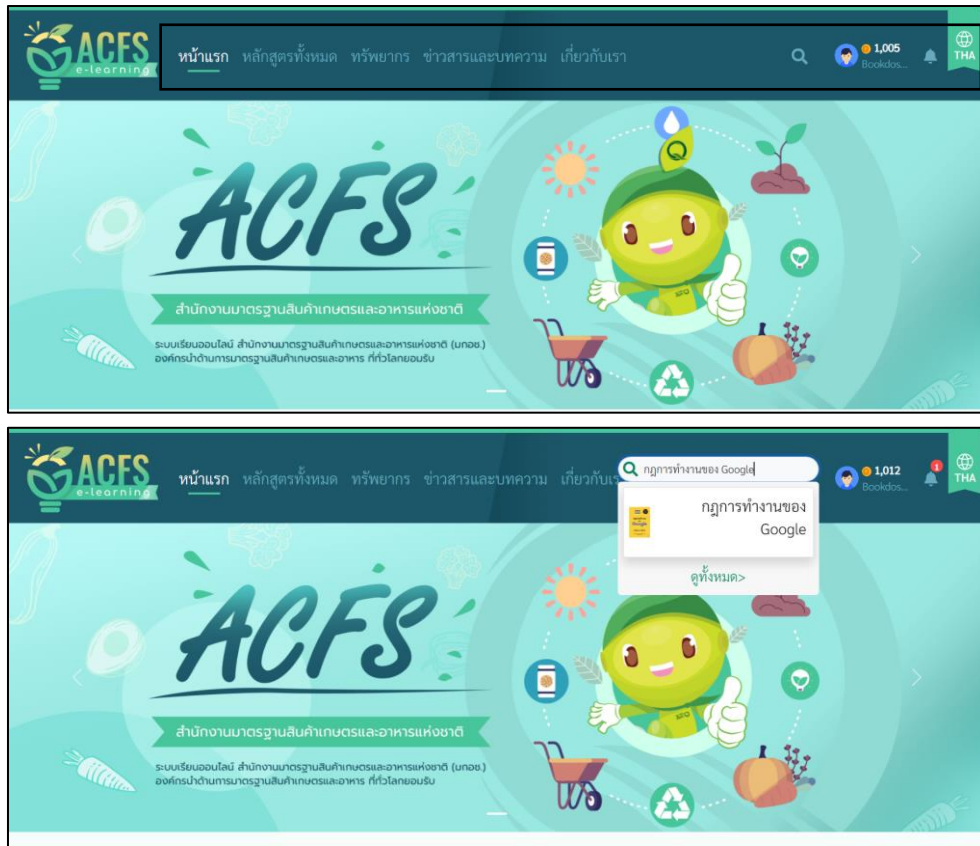 ACFS
e-learning
หน้าแรก หลักสูตรทั้งหมด ทรัพยากร ข่าวสารและบทความ เกี่ยวกับเรา
1,005
Bookdos...
THA
Q
ACFS
สำนักงานมาตรฐานสินค้าเกษตรและอาหารแห่งชาติ
ระบบเรียนออนไลน์ สำนักงานมาตรฐานสินค้าเกษตรและอาหารแห่งชาติ (มกอช.)
องค์กรนำด้านการมาตรฐานสินค้าเกษตรและอาหาร ที่ทั่วโลกยอมรับ
ACFS
e-learning
หน้าแรก หลักสูตรทั้งหมด ทรัพยากร ข่าวสารและบทความ เกี่ยวกับเ
กฎการทำงานของ Google
1,012
Bookdos...
1
THA
กฎการทำงานของ
Google
ดูทั้งหมด>
ACFS
สำนักงานมาตรฐานสินค้าเกษตรและอาหารแห่งชาติ
ระบบเรียนออนไลน์ สำนักงานมาตรฐานสินค้าเกษตรและอาหารแห่งชาติ (มกอช.)
องค์กรนำด้านการมาตรฐานสินค้าเกษตรและอาหาร ที่ทั่วโลกยอมรับ